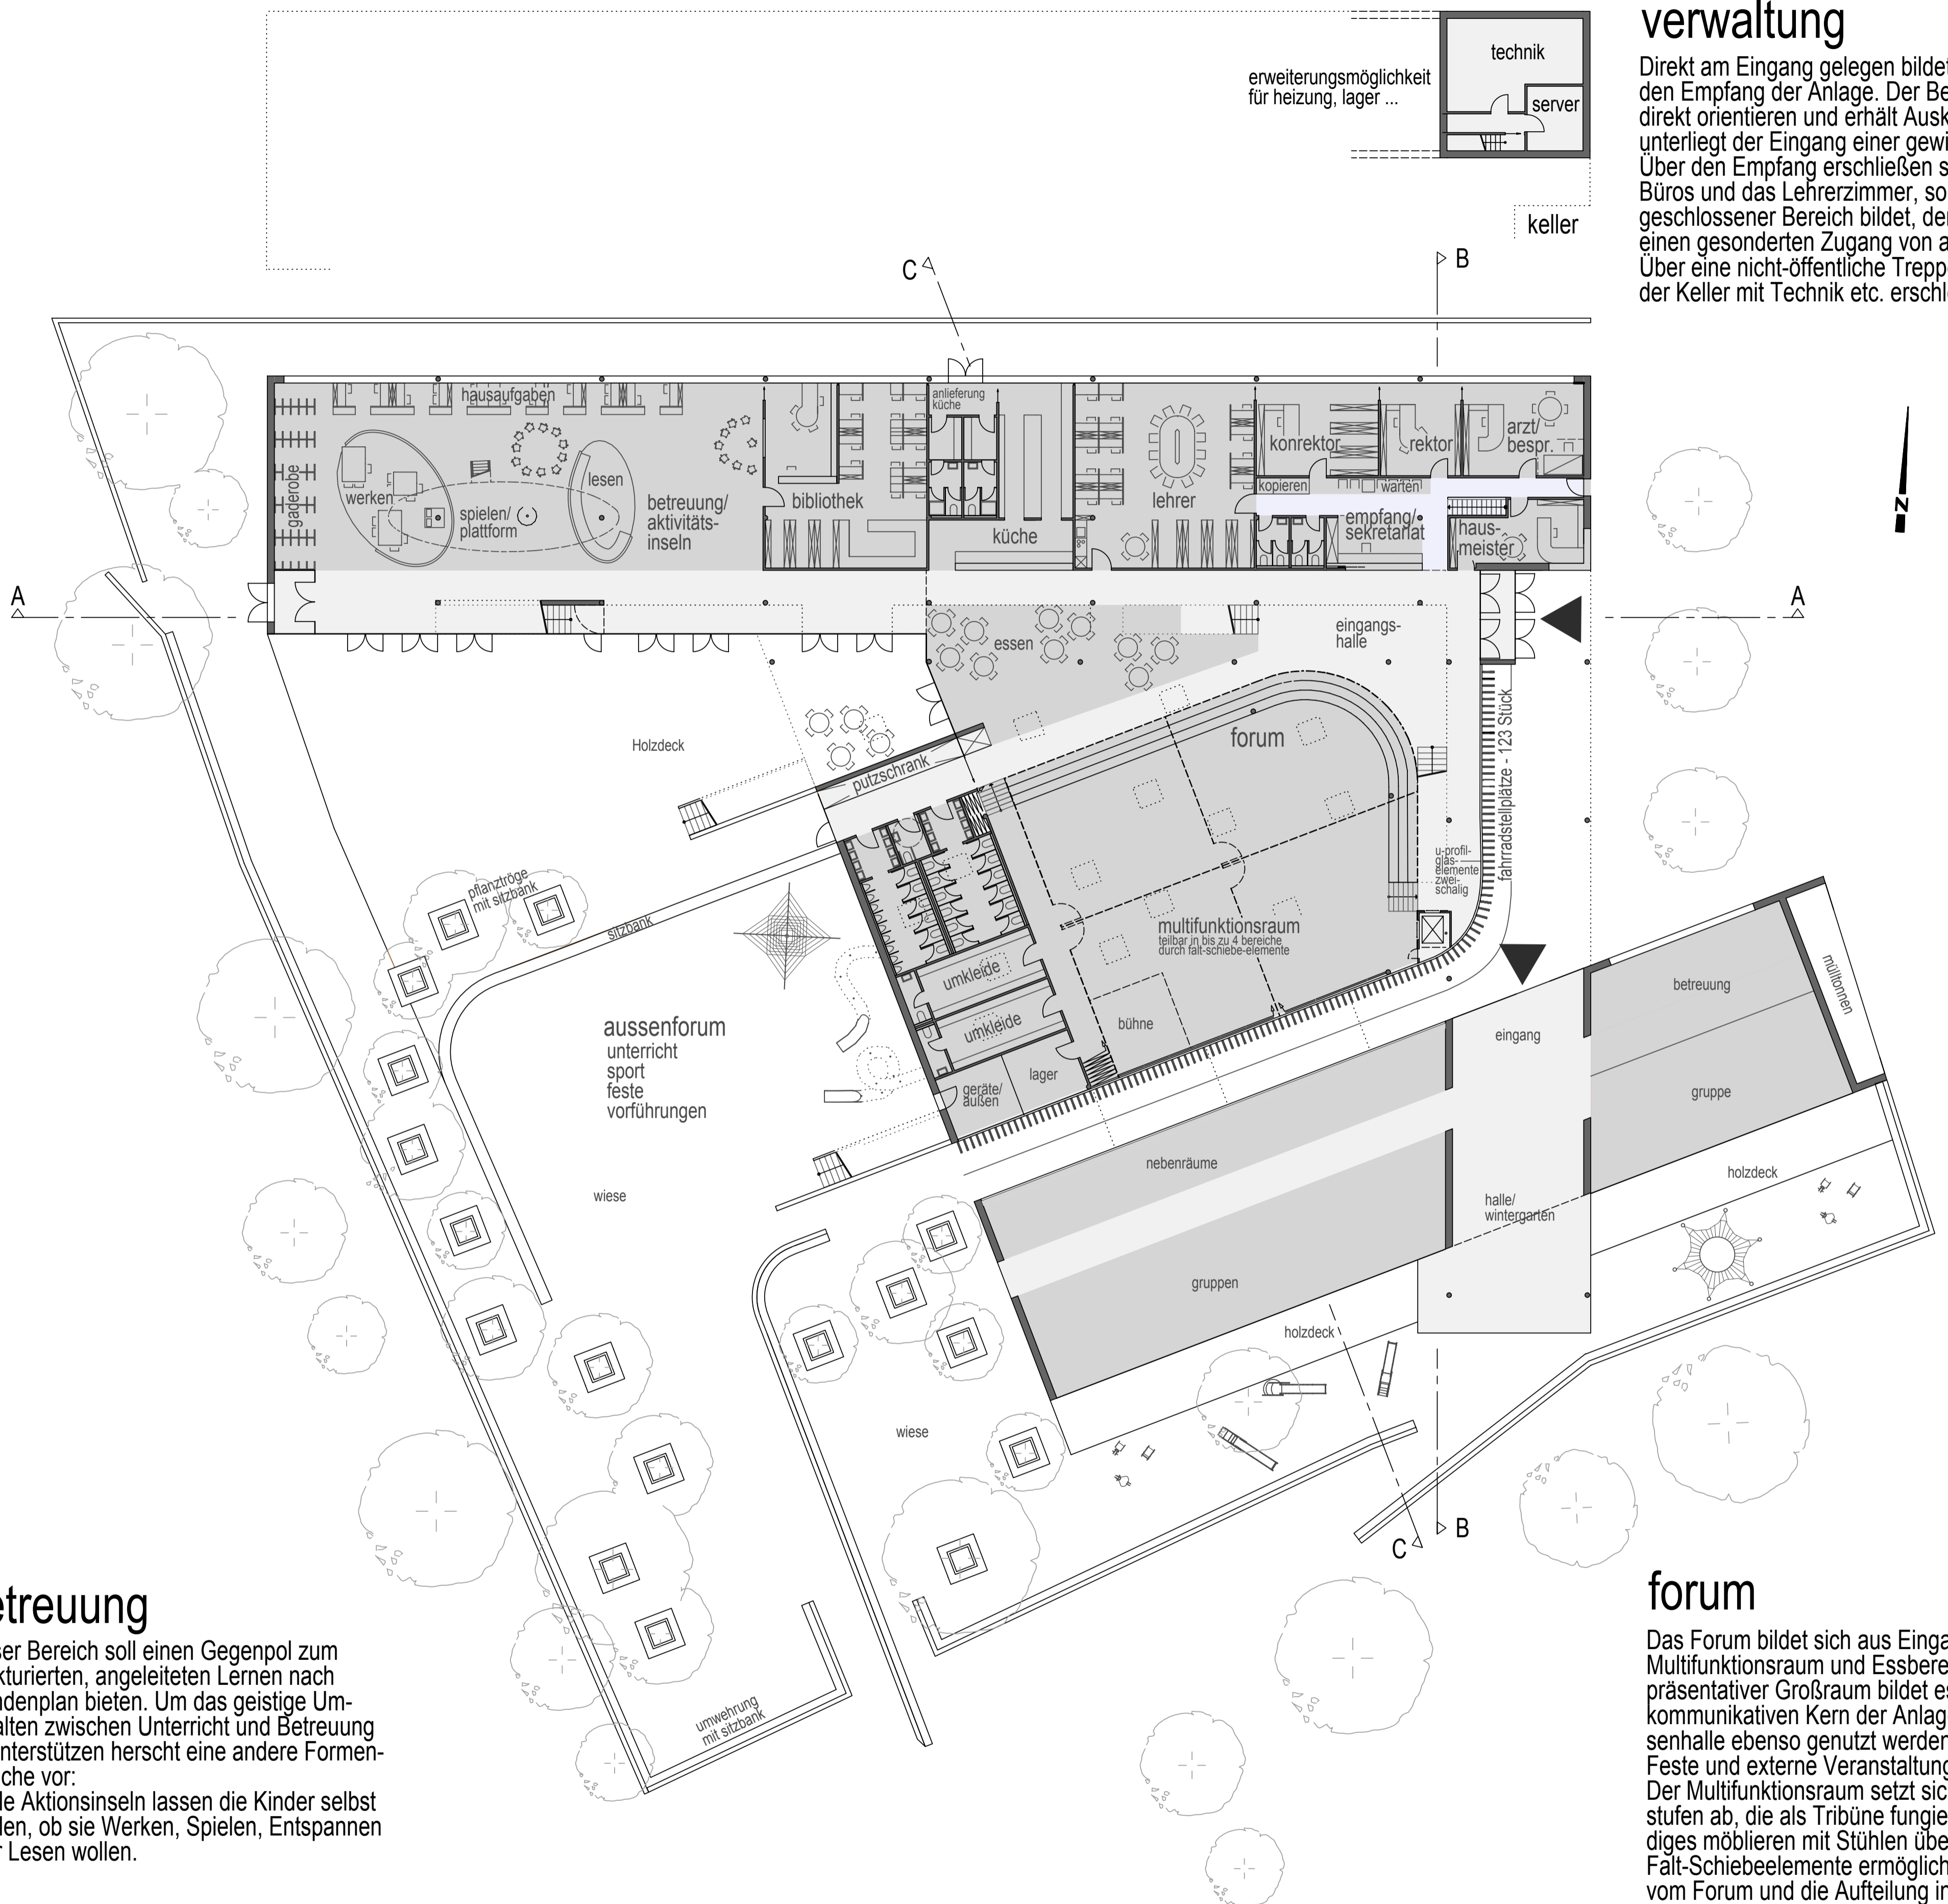 verwaltung
Direkt am Eingang gelegen bildet
den Empfang der Anlage. Der Be
direkt orientieren und erhält Ausk
unterliegt der Eingang einer gewi
Über den Empfang erschließen s
Büros und das Lehrerzimmer, so
geschlossener Bereich bildet, der
einen gesonderten Zugang von a
Über eine nicht-öffentliche Trepp
der Keller mit Technik etc. erschl
technik
server
erweiterungsmöglichkeit
für heizung, lager ...
keller
C
B
hausaufgaben
gaderobe
werken
spielen/
plattform
lesen
betreuung/
aktivitäts-
inseln
bibliothek
anlieferung
küche
küche
lehrer
konrektor
rektor
arzt/
bespr.
kopieren
warten
empfang/
sekretariat
haus-
meister
N
A
A
essen
eingangs-
halle
forum
Holzdeck
putzschrank
fahrradstellplätze - 123 Stück
u-profil-
glas-
elemente
zwei-
schalig
multifunktionsraum
teilbar in bis zu 4 bereiche
durch falt-schiebe-elemente
pflanztröge
mit sitzbank
sitzbank
umkleide
umkleide
bühne
lager
geräte/
außen
aussenforum
unterricht
sport
feste
vorführungen
wiese
betreuung
mülltonnen
eingang
gruppe
nebenräume
holzdeck
halle/
wintergarten
gruppen
holzdeck
wiese
umwehrung
mit sitzbank
C
B
etreuung
ser Bereich soll einen Gegenpol zum
kturierten, angeleiteten Lernen nach
ndenplan bieten. Um das geistige Um-
alten zwischen Unterricht und Betreuung
nterstützen herscht eine andere Formen-
che vor:
le Aktionsinseln lassen die Kinder selbst
den, ob sie Werken, Spielen, Entspannen
r Lesen wollen.
forum
Das Forum bildet sich aus Einga
Multifunktionsraum und Essbere
präsentativer Großraum bildet es
kommunikativen Kern der Anlag
senhalle ebenso genutzt werden
Feste und externe Veranstaltung
Der Multifunktionsraum setzt sic
stufen ab, die als Tribüne fungie
diges möblieren mit Stühlen übe
Falt-Schiebeelemente ermöglich
vom Forum und die Aufteilung in